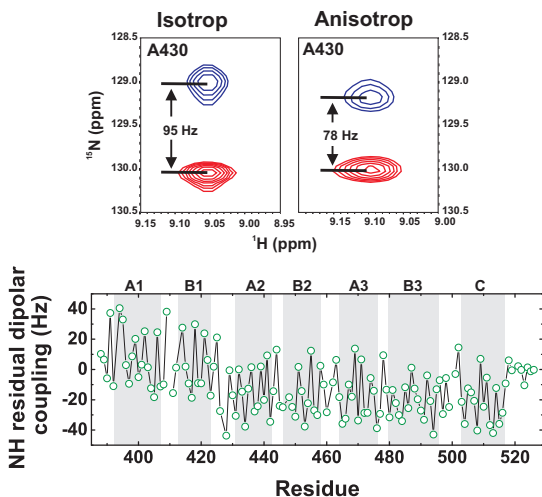 Isotrop
Anisotrop
128.5
129.0
129.5
130.0
130.5
A430
95 Hz
9.15
9.10
9.05
9.00
8.95
A430
78 Hz
128.5
129.0
129.5
130.0
130.5
9.15
9.10
9.05
9.00
¹⁵N (ppm)
¹H (ppm)
A1
B1
A2
B2
A3
B3
C
40
20
0
-20
-40
NH residual dipolar
coupling (Hz)
400
420
440
460
480
500
520
Residue